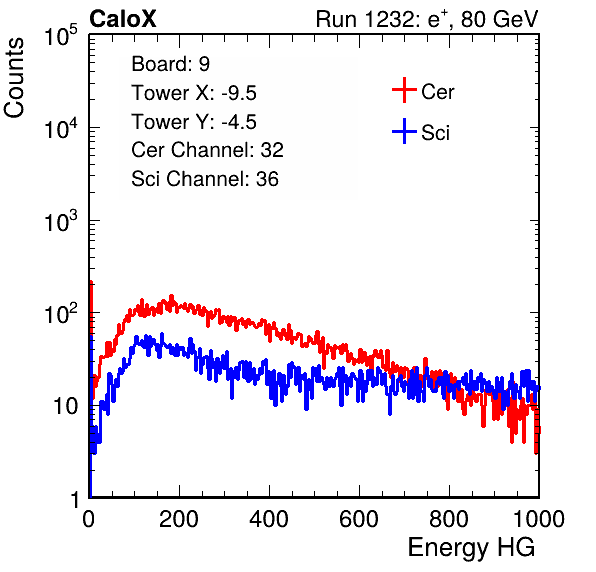 CaloX
Run 1232: e+, 80 GeV
Counts
Board: 9
Tower X: -9.5
Tower Y: -4.5
Cer Channel: 32
Sci Channel: 36
Cer
Sci
10^5
10^4
10^3
10^2
10
1
0 200 400 600 800 1000
Energy HG